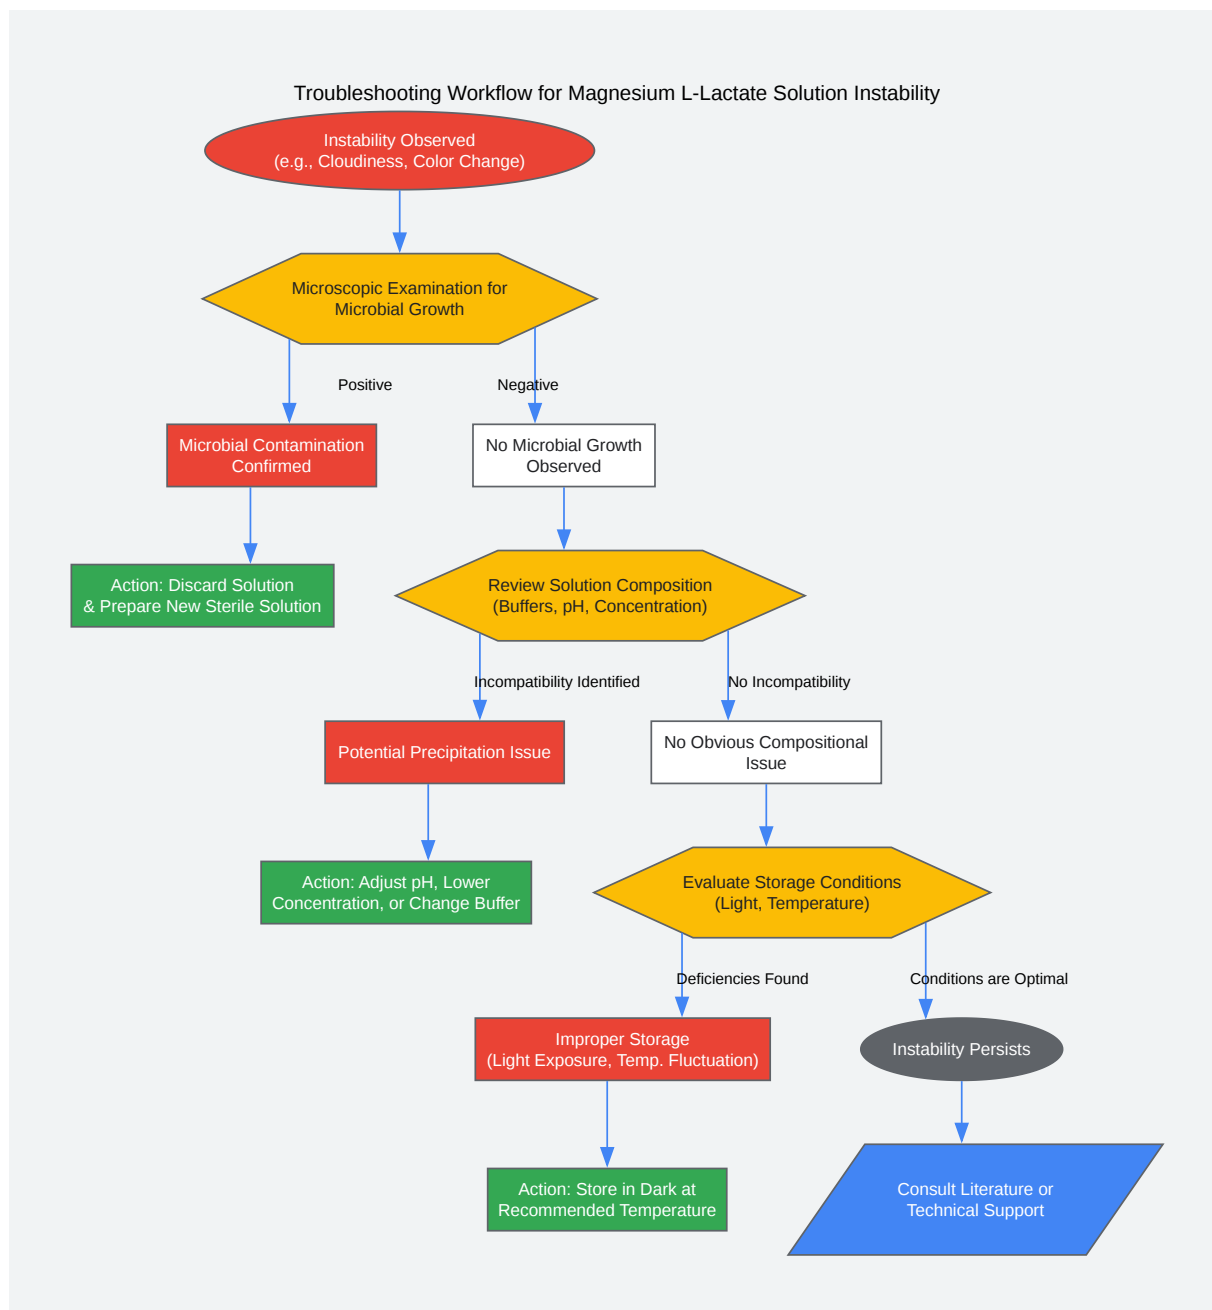 Troubleshooting Workflow for Magnesium L-Lactate Solution Instability
Instability Observed
(e.g., Cloudiness, Color Change)
Microscopic Examination for
Microbial Growth
Positive
Negative
Microbial Contamination
Confirmed
No Microbial Growth
Observed
Action: Discard Solution
& Prepare New Sterile Solution
Review Solution Composition
(Buffers, pH, Concentration)
Incompatibility Identified
No Incompatibility
Potential Precipitation Issue
No Obvious Compositional
Issue
Action: Adjust pH, Lower
Concentration, or Change Buffer
Evaluate Storage Conditions
(Light, Temperature)
Deficiencies Found
Conditions are Optimal
Improper Storage
(Light Exposure, Temp. Fluctuation)
Instability Persists
Action: Store in Dark at
Recommended Temperature
Consult Literature or
Technical Support